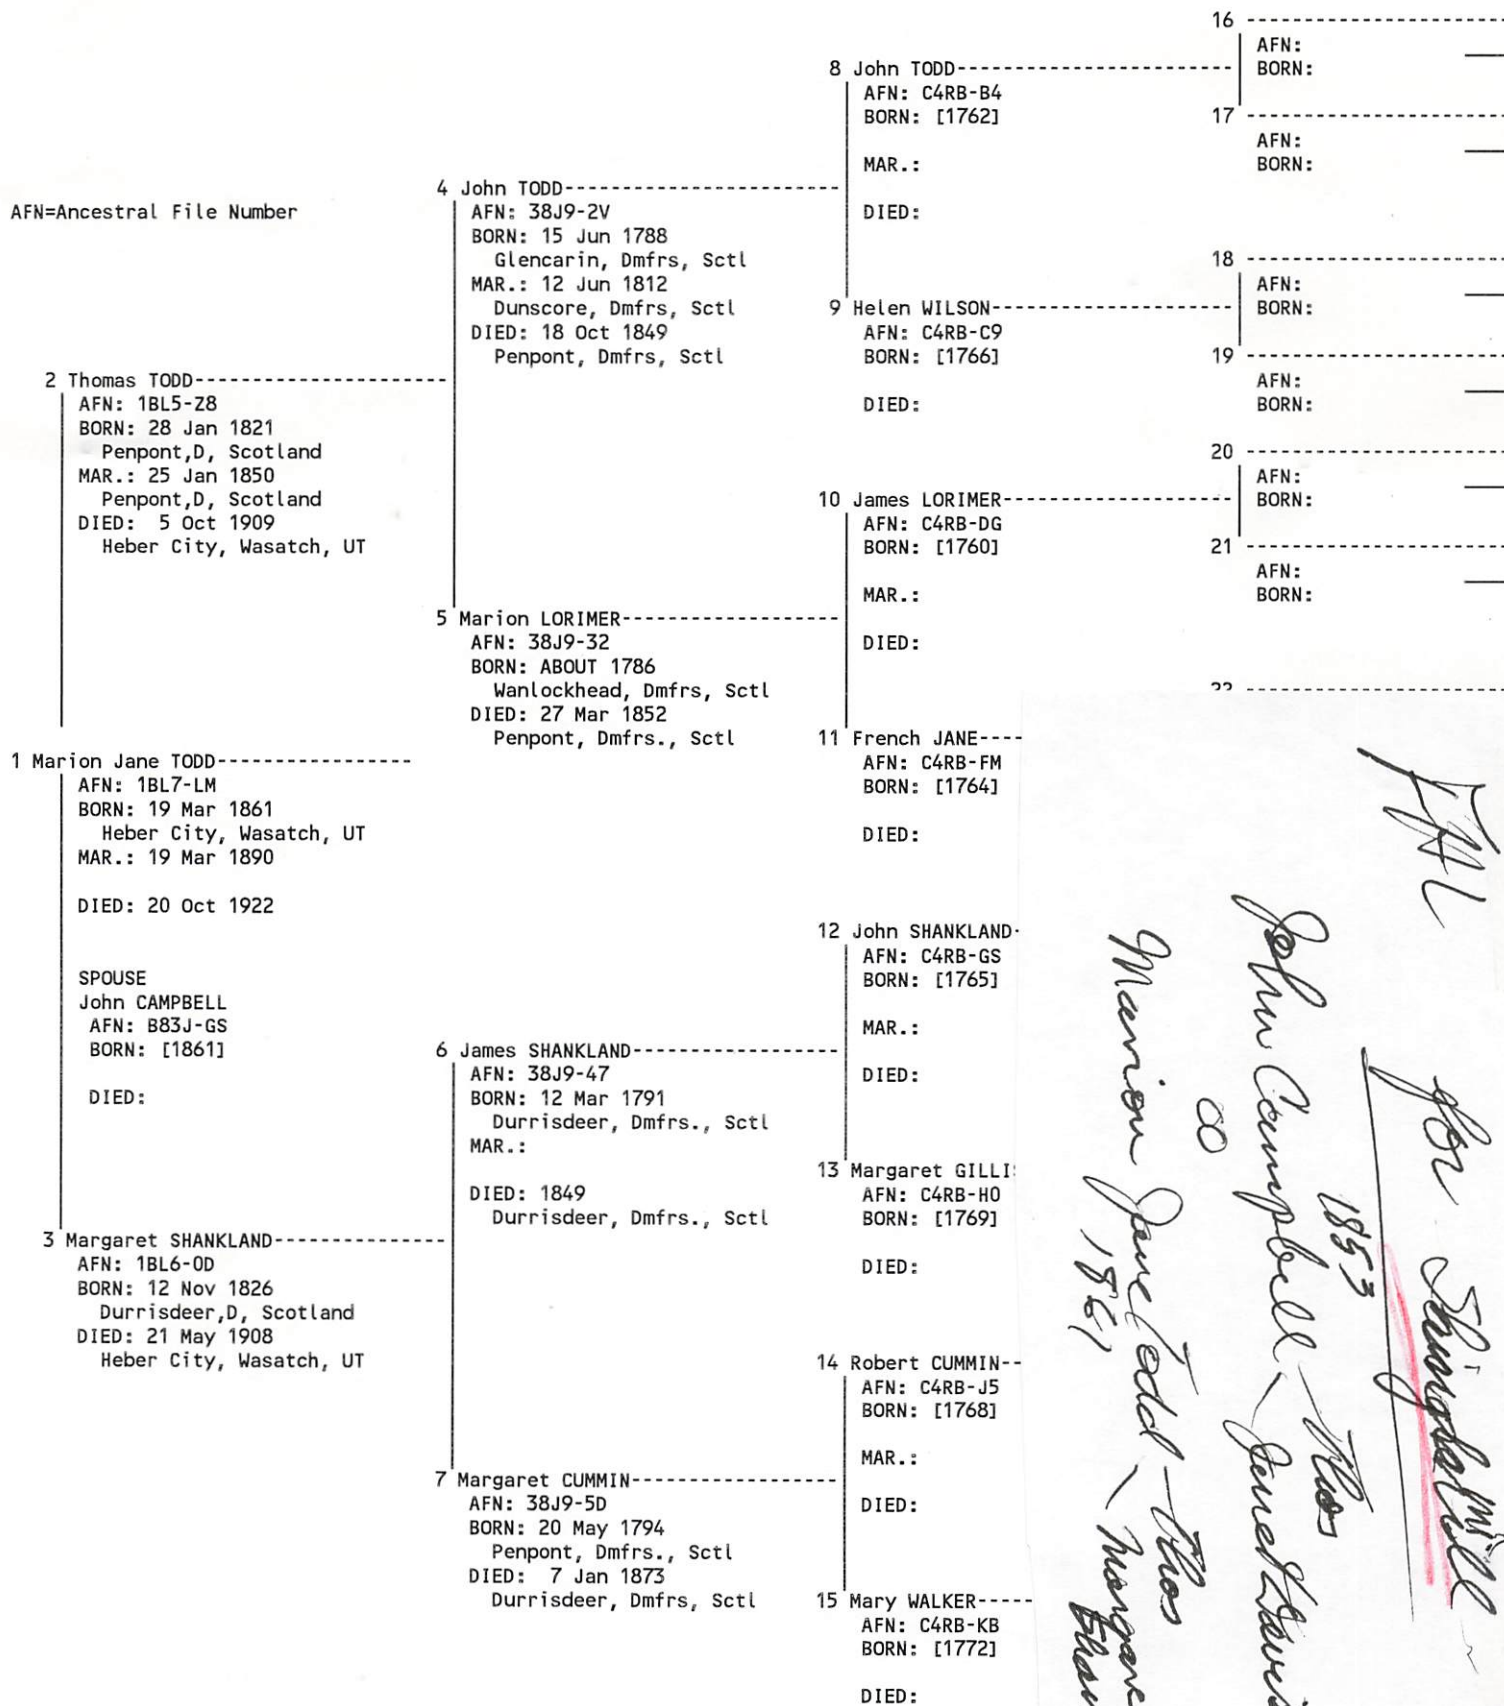 AFN=Ancestral File Number
1 Marion Jane TODD----------------
AFN: 1BL7-LM
BORN: 19 Mar 1861
Heber City, Wasatch, UT
MAR.: 19 Mar 1890
DIED: 20 Oct 1922
SPOUSE
John CAMPBELL
AFN: B83J-GS
BORN: [1861]
DIED:
2 Thomas TODD---------------------
AFN: 1BL5-Z8
BORN: 28 Jan 1821
Penpont,D, Scotland
MAR.: 25 Jan 1850
Penpont,D, Scotland
DIED:  5 Oct 1909
Heber City, Wasatch, UT
3 Margaret SHANKLAND--------------
AFN: 1BL6-0D
BORN: 12 Nov 1826
Durrisdeer,D, Scotland
DIED: 21 May 1908
Heber City, Wasatch, UT
4 John TODD-----------------------
AFN: 38J9-2V
BORN: 15 Jun 1788
Glencarin, Dmfrs, Sctl
MAR.: 12 Jun 1812
Dunscore, Dmfrs, Sctl
DIED: 18 Oct 1849
Penpont, Dmfrs, Sctl
5 Marion LORIMER------------------
AFN: 38J9-32
BORN: ABOUT 1786
Wanlockhead, Dmfrs, Sctl
DIED: 27 Mar 1852
Penpont, Dmfrs., Sctl
6 James SHANKLAND-----------------
AFN: 38J9-47
BORN: 12 Mar 1791
Durrisdeer, Dmfrs., Sctl
MAR.:
DIED: 1849
Durrisdeer, Dmfrs., Sctl
7 Margaret CUMMIN-----------------
AFN: 38J9-5D
BORN: 20 May 1794
Penpont, Dmfrs., Sctl
DIED:  7 Jan 1873
Durrisdeer, Dmfrs, Sctl
8 John TODD-----------------------
AFN: C4RB-B4
BORN: [1762]
MAR.:
DIED:
9 Helen WILSON--------------------
AFN: C4RB-C9
BORN: [1766]
DIED:
10 James LORIMER-------------------
AFN: C4RB-DG
BORN: [1760]
MAR.:
DIED:
11 French JANE----
AFN: C4RB-FM
BORN: [1764]
DIED:
12 John SHANKLAND-
AFN: C4RB-GS
BORN: [1765]
MAR.:
DIED:
13 Margaret GILLI
AFN: C4RB-H0
BORN: [1769]
DIED:
14 Robert CUMMIN--
AFN: C4RB-J5
BORN: [1768]
MAR.:
DIED:
15 Mary WALKER-----
AFN: C4RB-KB
BORN: [1772]
DIED:
16 ----------------------
AFN:
BORN:
17 ----------------------
AFN:
BORN:
18 ----------------------
AFN:
BORN:
19 ----------------------
AFN:
BORN:
20 ----------------------
AFN:
BORN:
21 ----------------------
AFN:
BORN:
22 ----------------------
for
1853
John Campbell - Thos
∞
Marion Jane Todd - Thos
1861